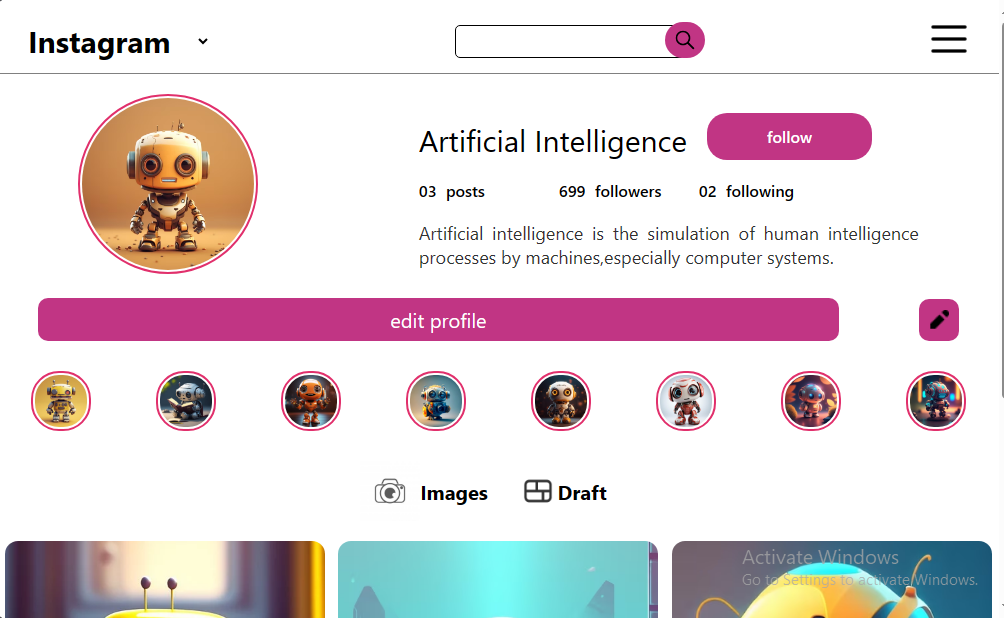 Instagram
Artificial Intelligence
follow
03 posts 699 followers 02 following
Artificial intelligence is the simulation of human intelligence
processes by machines,especially computer systems.
edit profile
Images Draft
Activate Windows
Go to Settings to activate Windows.